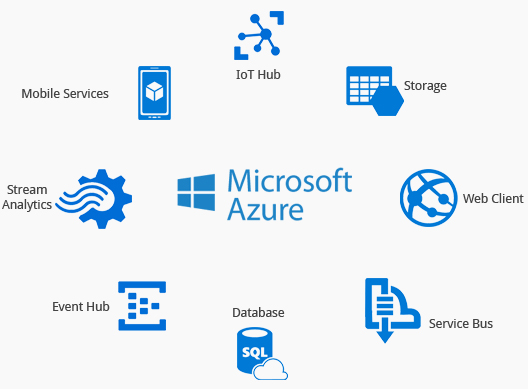 IoT Hub
Mobile Services
Storage
Stream
Analytics
Microsoft
Azure
Web Client
Event Hub
Database
SQL
Service Bus